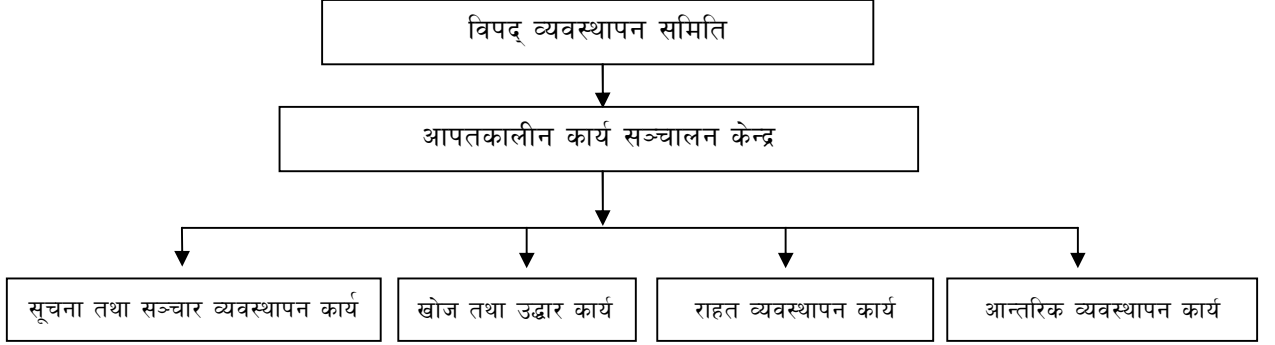 विपद् व्यवस्थापन समिति
आपतकालीन कार्य सञ्चालन केन्द्र
सूचना तथा सञ्चार व्यवस्थापन कार्य
खोज तथा उद्धार कार्य
राहत व्यवस्थापन कार्य
आन्तरिक व्यवस्थापन कार्य